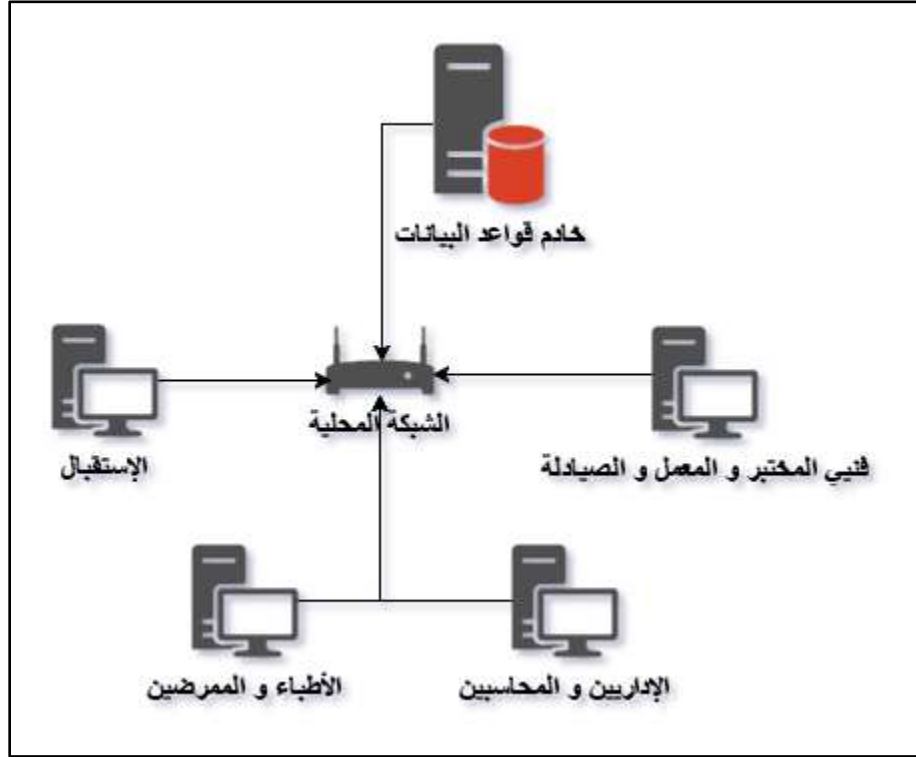 خادم قواعد البيانات
الشبكة المحلية
الإستقبال
فنيي المختبر و المعمل و الصيادلة
الأطباء و الممرضين
الإداريين و المحاسبين